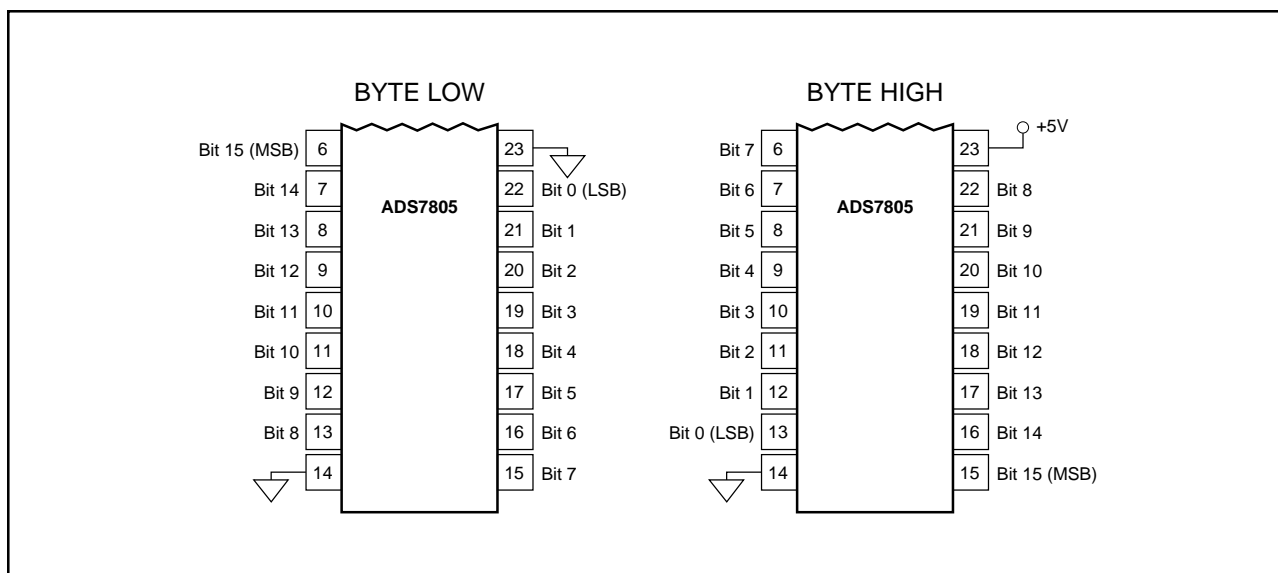 BYTE LOW
Bit 15 (MSB) 6
Bit 14 7
Bit 13 8
Bit 12 9
Bit 11 10
Bit 10 11
Bit 9 12
Bit 8 13
14
ADS7805
23
22 Bit 0 (LSB)
21 Bit 1
20 Bit 2
19 Bit 3
18 Bit 4
17 Bit 5
16 Bit 6
15 Bit 7
BYTE HIGH
Bit 7 6
Bit 6 7
Bit 5 8
Bit 4 9
Bit 3 10
Bit 2 11
Bit 1 12
Bit 0 (LSB) 13
14
ADS7805
23 +5V
22 Bit 8
21 Bit 9
20 Bit 10
19 Bit 11
18 Bit 12
17 Bit 13
16 Bit 14
15 Bit 15 (MSB)